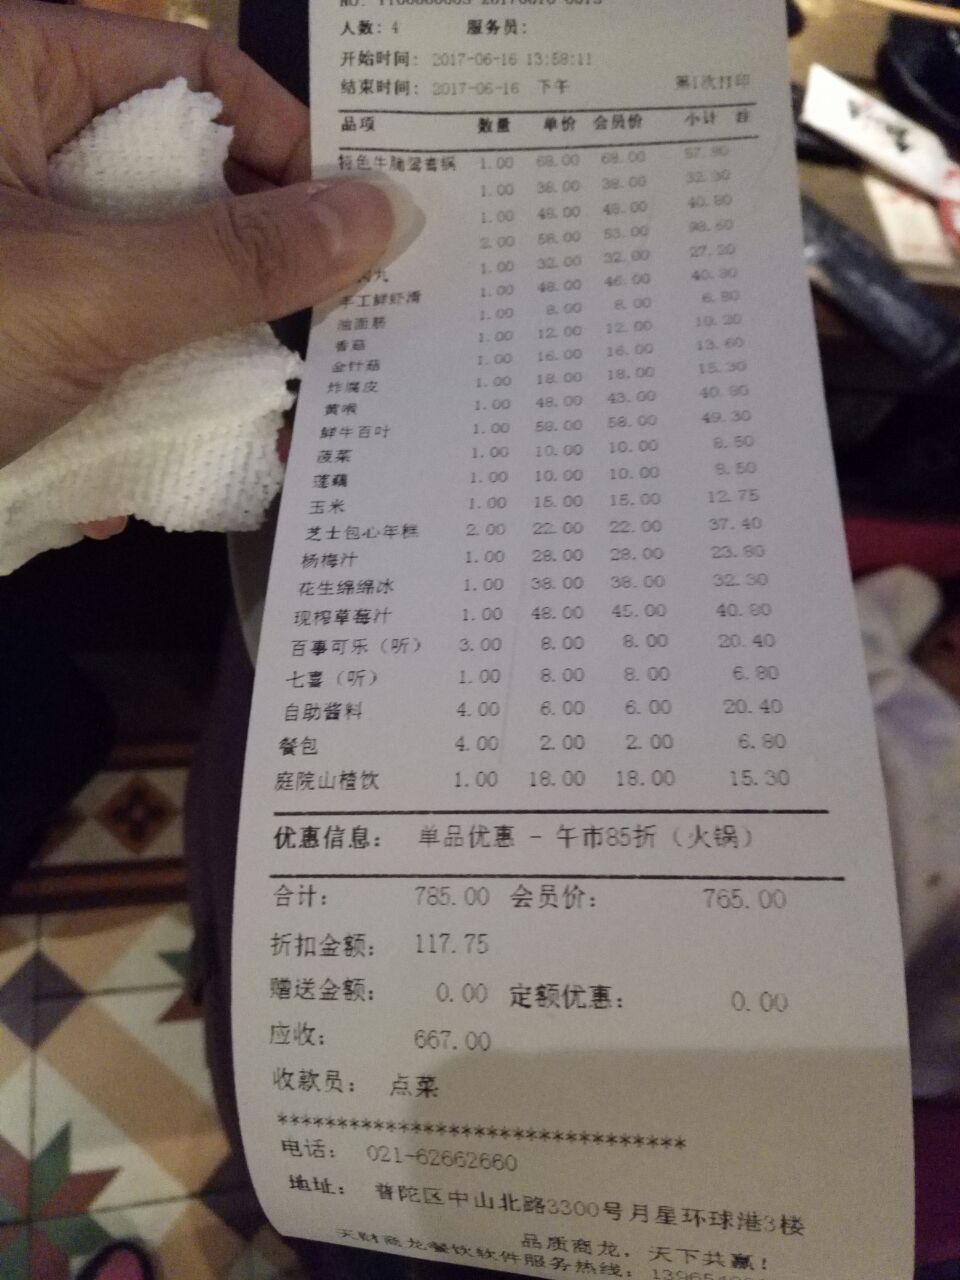 人数: 4 服务员:
开始时间: 2017-06-16 13:58:11
结束时间: 2017-06-16 下午 第1次打印
品项 数量 单价 会员价 小计
特色牛腩鸳鸯锅 1.00 68.00 68.00 57.80
1.00 38.00 38.00 32.30
1.00 48.00 48.00 40.80
2.00 58.00 53.00 98.60
1.00 32.00 32.00 27.20
手工鲜虾滑 1.00 48.00 46.00 40.80
油面筋 1.00 8.00 8.00 6.80
香菇 1.00 12.00 12.00 10.20
金针菇 1.00 16.00 16.00 13.60
炸腐皮 1.00 18.00 18.00 15.30
黄喉 1.00 48.00 43.00 40.80
鲜牛百叶 1.00 58.00 58.00 49.30
菠菜 1.00 10.00 10.00 8.50
莲藕 1.00 10.00 10.00 8.50
玉米 1.00 15.00 15.00 12.75
芝士包心年糕 2.00 22.00 22.00 37.40
杨梅汁 1.00 28.00 28.00 23.80
花生绵绵冰 1.00 38.00 38.00 32.30
现榨草莓汁 1.00 48.00 45.00 40.80
百事可乐（听） 3.00 8.00 8.00 20.40
七喜（听） 1.00 8.00 8.00 6.80
自助酱料 4.00 6.00 6.00 20.40
餐包 4.00 2.00 2.00 6.80
庭院山楂饮 1.00 18.00 18.00 15.30
优惠信息: 单品优惠 - 午市85折（火锅）
合计: 785.00 会员价: 765.00
折扣金额: 117.75
赠送金额: 0.00 定额优惠: 0.00
应收: 667.00
收款员: 点菜
********************************
电话: 021-62662660
地址: 普陀区中山北路3300号月星环球港3楼
品质商龙，天下共赢！
天财商龙餐饮软件服务热线: